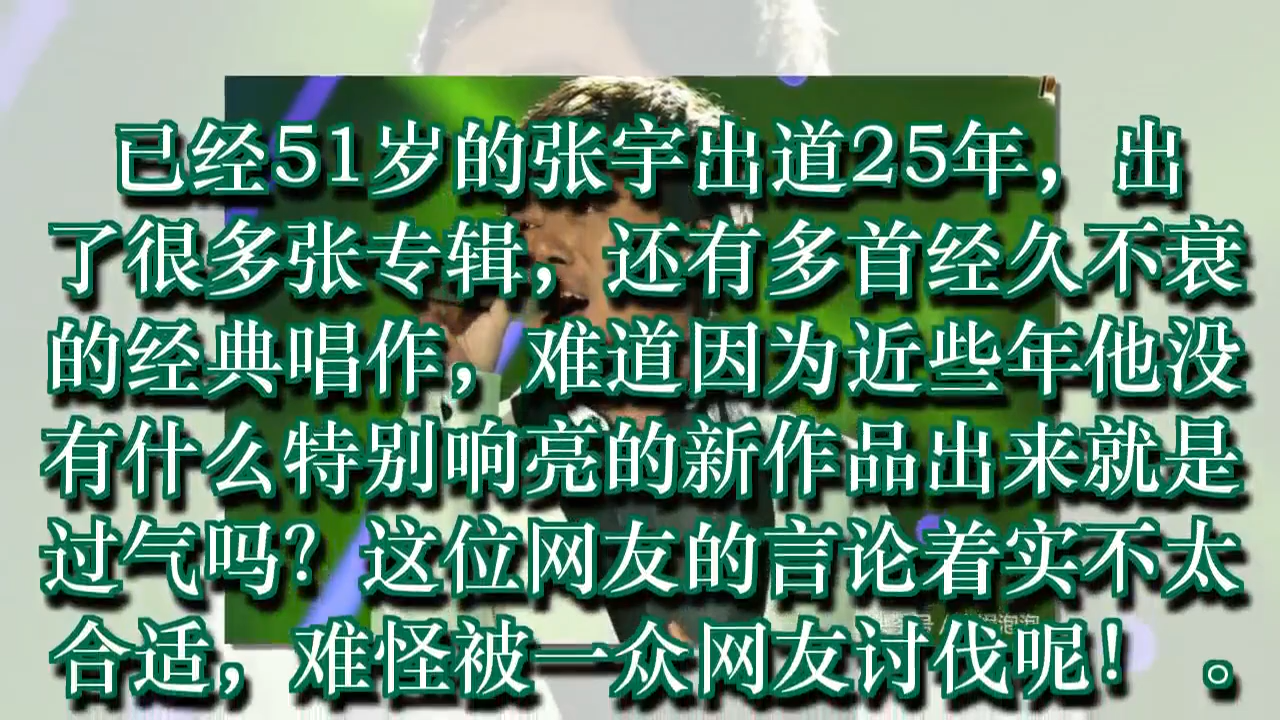 已经51岁的张宇出道25年，出
了很多张专辑，还有多首经久不衰
的经典唱作，难道因为近些年他没
有什么特别响亮的新作品出来就是
过气吗？这位网友的言论着实不太
合适，难怪被一众网友讨伐呢！ 。